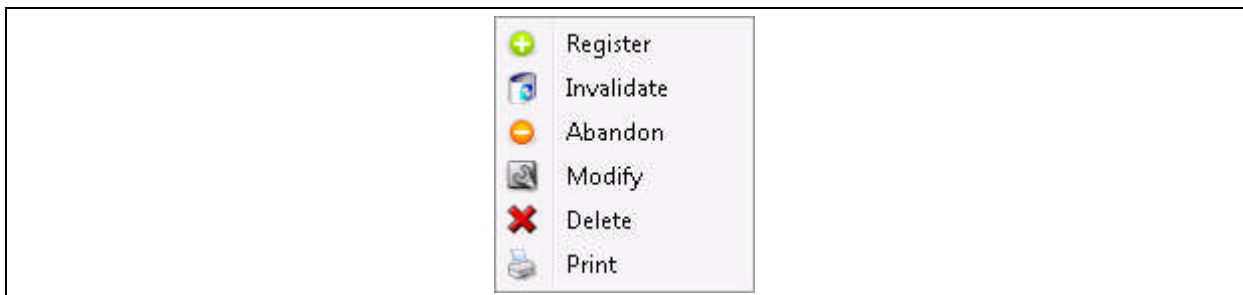 Register
Invalidate
Abandon
Modify
Delete
Print